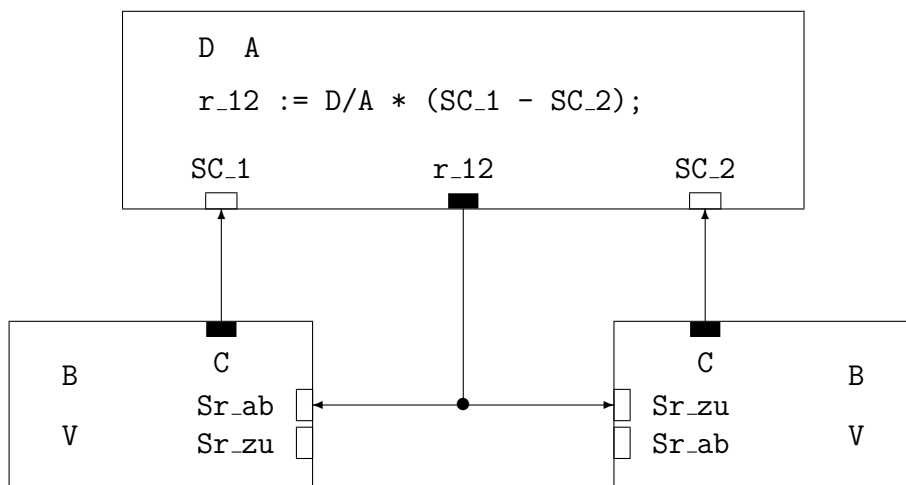 D A
r_12 := D/A * (SC_1 - SC_2);
SC_1 r_12 SC_2
C
B
Sr_ab
V
Sr_zu
C
B
Sr_zu
V
Sr_ab